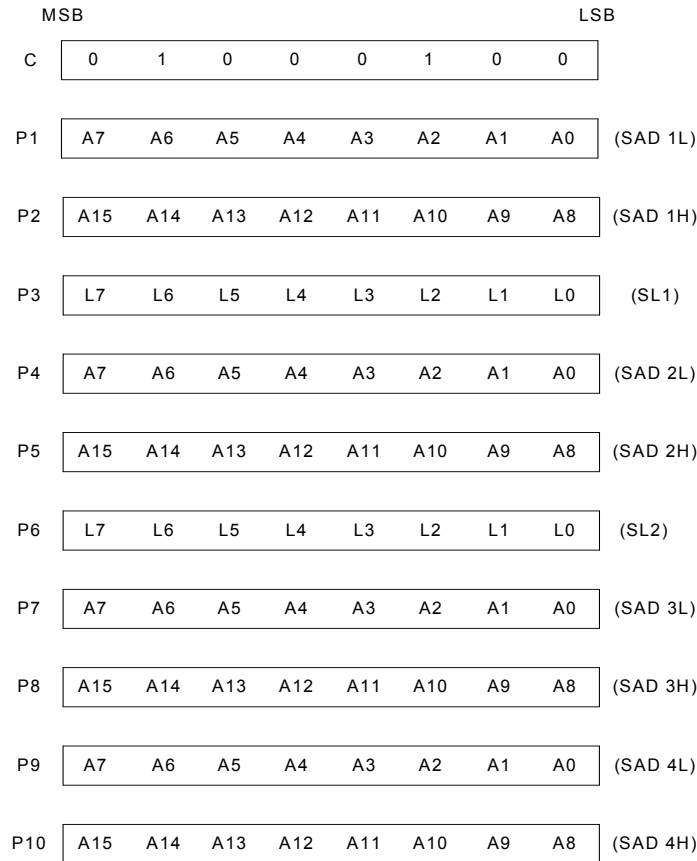 MSB LSB
C 0 1 0 0 0 1 0 0
P1 A7 A6 A5 A4 A3 A2 A1 A0 (SAD 1L)
P2 A15 A14 A13 A12 A11 A10 A9 A8 (SAD 1H)
P3 L7 L6 L5 L4 L3 L2 L1 L0 (SL1)
P4 A7 A6 A5 A4 A3 A2 A1 A0 (SAD 2L)
P5 A15 A14 A13 A12 A11 A10 A9 A8 (SAD 2H)
P6 L7 L6 L5 L4 L3 L2 L1 L0 (SL2)
P7 A7 A6 A5 A4 A3 A2 A1 A0 (SAD 3L)
P8 A15 A14 A13 A12 A11 A10 A9 A8 (SAD 3H)
P9 A7 A6 A5 A4 A3 A2 A1 A0 (SAD 4L)
P10 A15 A14 A13 A12 A11 A10 A9 A8 (SAD 4H)